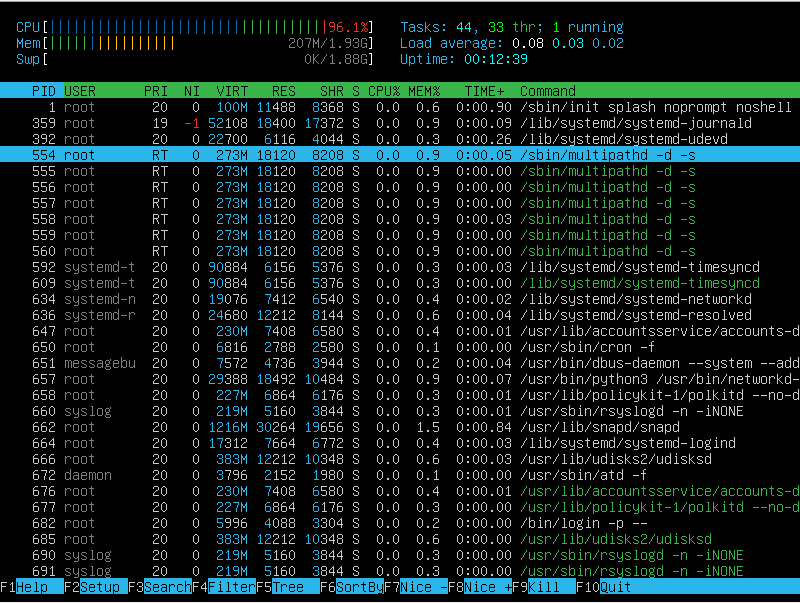 CPU[||||||||||||||||||||||||||||||||||96.1%] Tasks: 44, 33 thr; 1 running
Mem[|||||||||||||||| 207M/1.93G] Load average: 0.08 0.03 0.02
Swp[ 0K/1.88G] Uptime: 00:12:39
PID USER PRI NI VIRT RES SHR S CPU% MEM% TIME+ Command
1 root 20 0 100M 11488 8368 S 0.0 0.6 0:00.90 /sbin/init splash noprompt noshell
359 root 19 -1 52108 18400 17372 S 0.0 0.9 0:00.09 /lib/systemd/systemd-journald
392 root 20 0 22700 6116 4044 S 0.0 0.3 0:00.26 /lib/systemd/systemd-udevd
554 root RT 0 273M 18120 8208 S 0.0 0.9 0:00.05 /sbin/multipathd -d -s
555 root RT 0 273M 18120 8208 S 0.0 0.9 0:00.00 /sbin/multipathd -d -s
556 root RT 0 273M 18120 8208 S 0.0 0.9 0:00.00 /sbin/multipathd -d -s
557 root RT 0 273M 18120 8208 S 0.0 0.9 0:00.00 /sbin/multipathd -d -s
558 root RT 0 273M 18120 8208 S 0.0 0.9 0:00.03 /sbin/multipathd -d -s
559 root RT 0 273M 18120 8208 S 0.0 0.9 0:00.00 /sbin/multipathd -d -s
560 root RT 0 273M 18120 8208 S 0.0 0.9 0:00.00 /sbin/multipathd -d -s
592 systemd-t 20 0 90884 6156 5376 S 0.0 0.3 0:00.03 /lib/systemd/systemd-timesyncd
609 systemd-t 20 0 90884 6156 5376 S 0.0 0.3 0:00.00 /lib/systemd/systemd-timesyncd
634 systemd-n 20 0 19076 7412 6540 S 0.0 0.4 0:00.02 /lib/systemd/systemd-networkd
636 systemd-r 20 0 24680 12212 8144 S 0.0 0.6 0:00.04 /lib/systemd/systemd-resolved
647 root 20 0 230M 7408 6580 S 0.0 0.4 0:00.01 /usr/lib/accountsservice/accounts-d
650 root 20 0 6816 2788 2580 S 0.0 0.1 0:00.00 /usr/sbin/cron -f
651 messagebu 20 0 7572 4736 3944 S 0.0 0.2 0:00.04 /usr/bin/dbus-daemon --system --add
657 root 20 0 29388 18492 10484 S 0.0 0.9 0:00.07 /usr/bin/python3 /usr/bin/networkd-
658 root 20 0 227M 6864 6176 S 0.0 0.3 0:00.01 /usr/lib/policykit-1/polkitd --no-d
660 syslog 20 0 219M 5160 3844 S 0.0 0.3 0:00.01 /usr/sbin/rsyslogd -n -iNONE
662 root 20 0 1216M 30264 19656 S 0.0 1.5 0:00.84 /usr/lib/snapd/snapd
664 root 20 0 17312 7664 6772 S 0.0 0.4 0:00.03 /lib/systemd/systemd-logind
666 root 20 0 383M 12212 10348 S 0.0 0.6 0:00.03 /usr/lib/udisks2/udisksd
672 daemon 20 0 3796 2152 1980 S 0.0 0.1 0:00.00 /usr/sbin/atd -f
676 root 20 0 230M 7408 6580 S 0.0 0.4 0:00.01 /usr/lib/accountsservice/accounts-d
677 root 20 0 227M 6864 6176 S 0.0 0.3 0:00.00 /usr/lib/policykit-1/polkitd --no-d
682 root 20 0 5996 4088 3304 S 0.0 0.2 0:00.00 /bin/login -p --
685 root 20 0 383M 12212 10348 S 0.0 0.6 0:00.00 /usr/lib/udisks2/udisksd
690 syslog 20 0 219M 5160 3844 S 0.0 0.3 0:00.00 /usr/sbin/rsyslogd -n -iNONE
691 syslog 20 0 219M 5160 3844 S 0.0 0.3 0:00.00 /usr/sbin/rsyslogd -n -iNONE
F1Help F2Setup F3SearchF4FilterF5Tree F6SortByF7Nice -F8Nice +F9Kill F10Quit